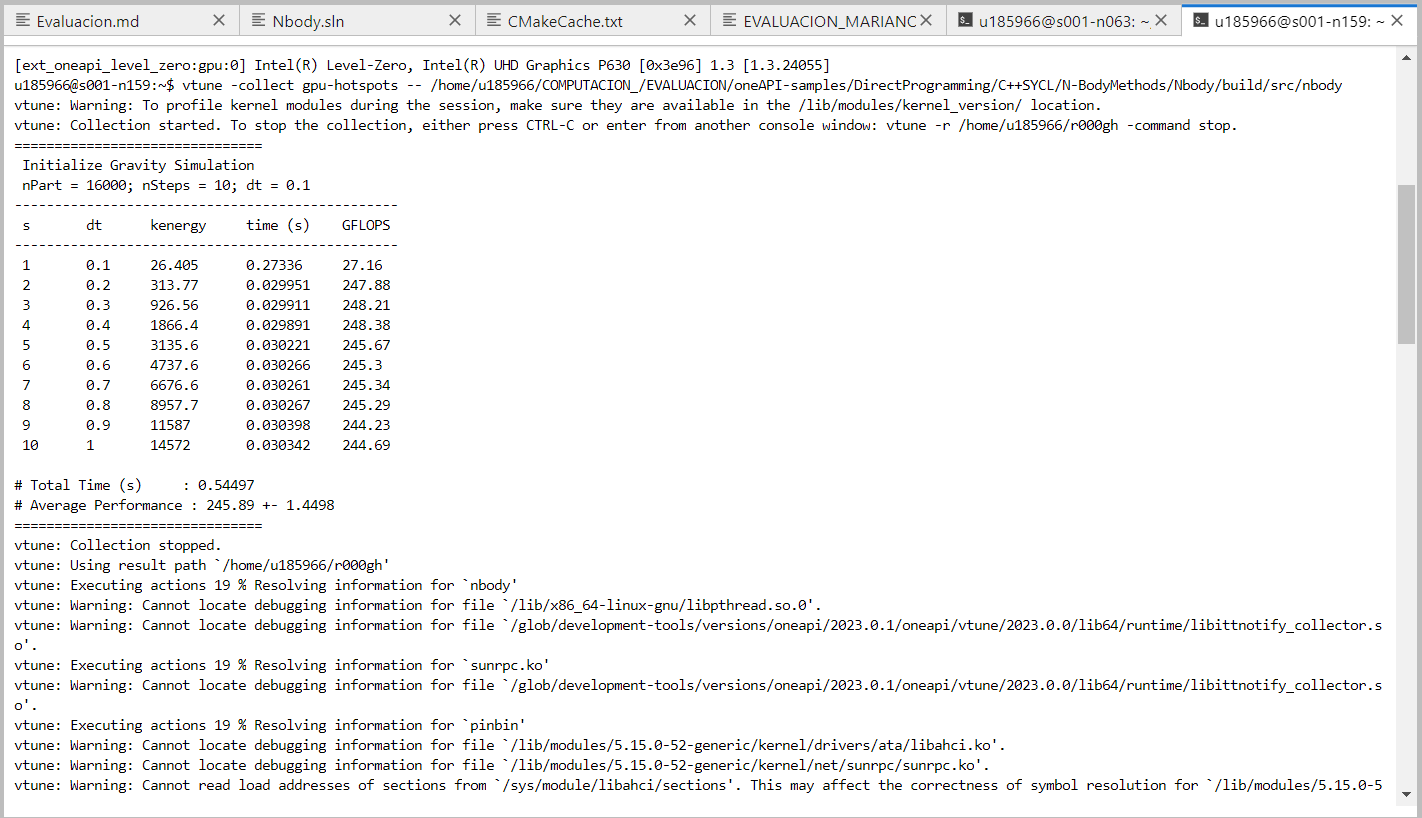 Evaluacion.md
Nbody.sln
CMakeCache.txt
EVALUACION_MARIANC
u185966@s001-n063: ~
u185966@s001-n159: ~
[ext_oneapi_level_zero:gpu:0] Intel(R) Level-Zero, Intel(R) UHD Graphics P630 [0x3e96] 1.3 [1.3.24055]
u185966@s001-n159:~$ vtune -collect gpu-hotspots -- /home/u185966/COMPUTACION_/EVALUACION/oneAPI-samples/DirectProgramming/C++SYCL/N-BodyMethods/Nbody/build/src/nbody
vtune: Warning: To profile kernel modules during the session, make sure they are available in the /lib/modules/kernel_version/ location.
vtune: Collection started. To stop the collection, either press CTRL-C or enter from another console window: vtune -r /home/u185966/r000gh -command stop.
===============================
Initialize Gravity Simulation
nPart = 16000; nSteps = 10; dt = 0.1
------------------------------------------------
s dt kenergy time (s) GFLOPS
------------------------------------------------
1 0.1 26.405 0.27336 27.16
2 0.2 313.77 0.029951 247.88
3 0.3 926.56 0.029911 248.21
4 0.4 1866.4 0.029891 248.38
5 0.5 3135.6 0.030221 245.67
6 0.6 4737.6 0.030266 245.3
7 0.7 6676.6 0.030261 245.34
8 0.8 8957.7 0.030267 245.29
9 0.9 11587 0.030398 244.23
10 1 14572 0.030342 244.69
# Total Time (s) : 0.54497
# Average Performance : 245.89 +- 1.4498
===============================
vtune: Collection stopped.
vtune: Using result path `/home/u185966/r000gh'
vtune: Executing actions 19 % Resolving information for `nbody'
vtune: Warning: Cannot locate debugging information for file `/lib/x86_64-linux-gnu/libpthread.so.0'.
vtune: Warning: Cannot locate debugging information for file `/glob/development-tools/versions/oneapi/2023.0.1/oneapi/vtune/2023.0.0/lib64/runtime/libittnotify_collector.s
o'.
vtune: Executing actions 19 % Resolving information for `sunrpc.ko'
vtune: Warning: Cannot locate debugging information for file `/glob/development-tools/versions/oneapi/2023.0.1/oneapi/vtune/2023.0.0/lib64/runtime/libittnotify_collector.s
o'.
vtune: Executing actions 19 % Resolving information for `pinbin'
vtune: Warning: Cannot locate debugging information for file `/lib/modules/5.15.0-52-generic/kernel/drivers/ata/libahci.ko'.
vtune: Warning: Cannot locate debugging information for file `/lib/modules/5.15.0-52-generic/kernel/net/sunrpc/sunrpc.ko'.
vtune: Warning: Cannot read load addresses of sections from `/sys/module/libahci/sections'. This may affect the correctness of symbol resolution for `/lib/modules/5.15.0-5